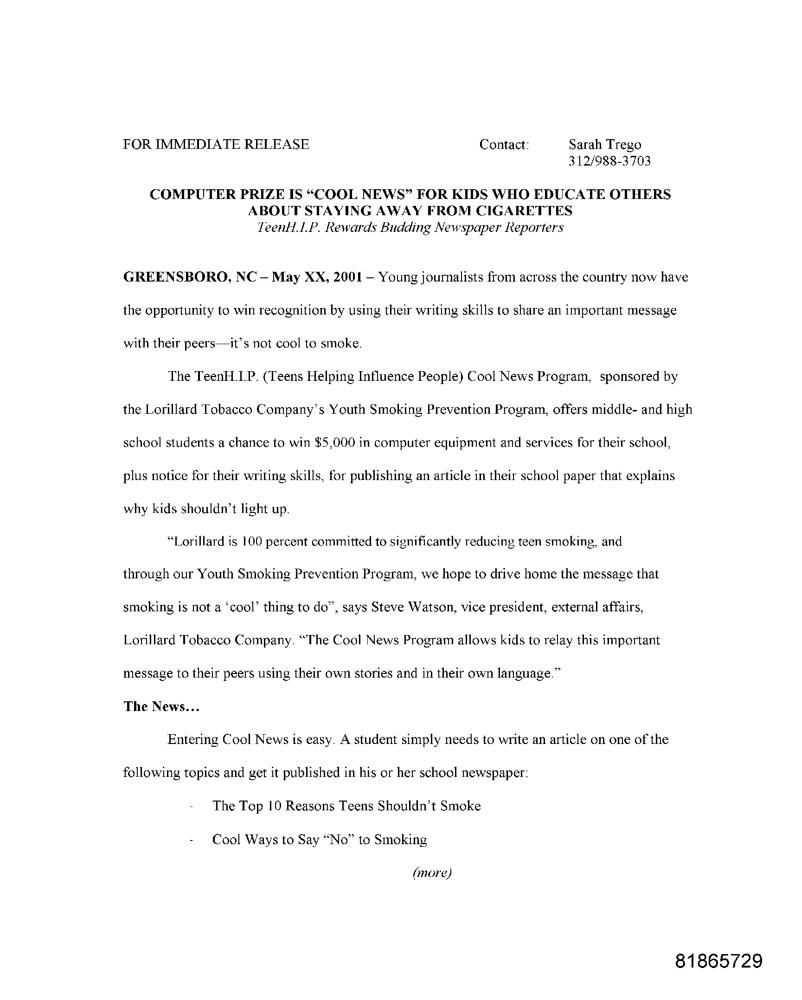 FOR IMMEDIATE RELEASE Contact: Sarah Trego
312/988-3703
COMPUTER PRIZE IS “COOL NEWS” FOR KIDS WHO EDUCATE OTHERS
ABOUT STAYING AWAY FROM CIGARETTES
TeenH.I.P. Rewards Budding Newspaper Reporters
GREENSBORO, NC – May XX, 2001 – Young journalists from across the country now have
the opportunity to win recognition by using their writing skills to share an important message
with their peers—it’s not cool to smoke.
The TeenH.I.P. (Teens Helping Influence People) Cool News Program, sponsored by
the Lorillard Tobacco Company’s Youth Smoking Prevention Program, offers middle- and high
school students a chance to win $5,000 in computer equipment and services for their school,
plus notice for their writing skills, for publishing an article in their school paper that explains
why kids shouldn’t light up.
“Lorillard is 100 percent committed to significantly reducing teen smoking, and
through our Youth Smoking Prevention Program, we hope to drive home the message that
smoking is not a ‘cool’ thing to do”, says Steve Watson, vice president, external affairs,
Lorillard Tobacco Company. “The Cool News Program allows kids to relay this important
message to their peers using their own stories and in their own language.”
The News…
Entering Cool News is easy. A student simply needs to write an article on one of the
following topics and get it published in his or her school newspaper:
- The Top 10 Reasons Teens Shouldn’t Smoke
- Cool Ways to Say “No” to Smoking
(more)
81865729